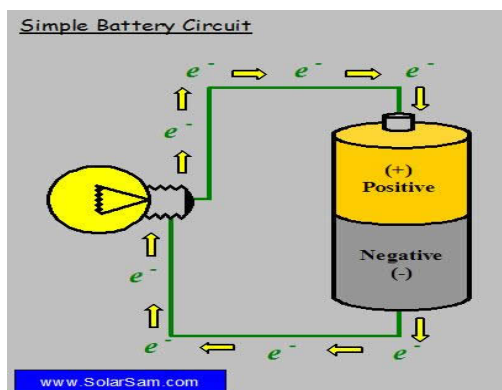 Simple Battery Circuit
e⁻ e⁻ e⁻
e⁻
(+)
Positive
Negative
(-)
e⁻
e⁻ e⁻ e⁻
www.SolarSam.com